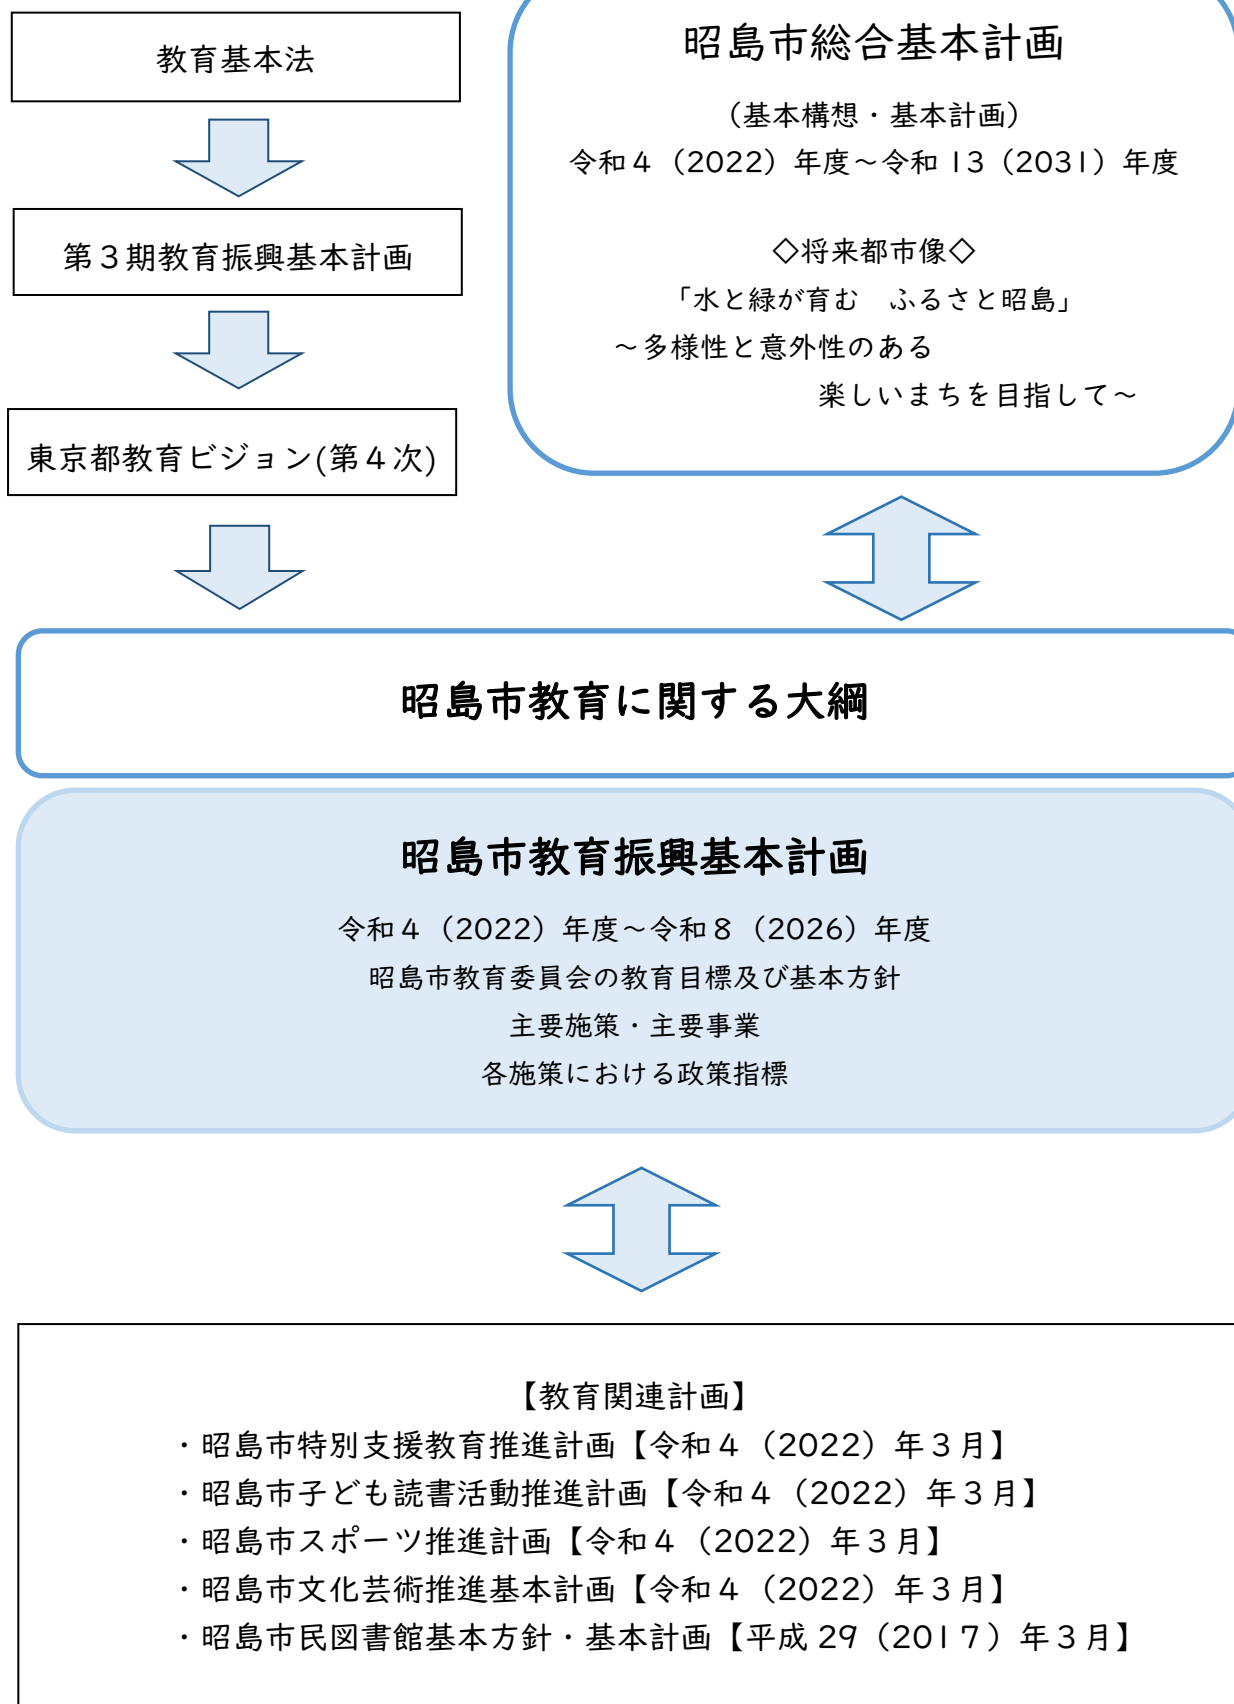 教育基本法
第３期教育振興基本計画
東京都教育ビジョン(第４次)
昭島市総合基本計画
（基本構想・基本計画）
令和４（2022）年度～令和 13（2031）年度
◇将来都市像◇
「水と緑が育む　ふるさと昭島」
～多様性と意外性のある
楽しいまちを目指して～
昭島市教育に関する大綱
昭島市教育振興基本計画
令和４（2022）年度～令和８（2026）年度
昭島市教育委員会の教育目標及び基本方針
主要施策・主要事業
各施策における政策指標
【教育関連計画】
・昭島市特別支援教育推進計画【令和４（2022）年３月】
・昭島市子ども読書活動推進計画【令和４（2022）年３月】
・昭島市スポーツ推進計画【令和４（2022）年３月】
・昭島市文化芸術推進基本計画【令和４（2022）年３月】
・昭島市民図書館基本方針・基本計画【平成 29（2017）年３月】